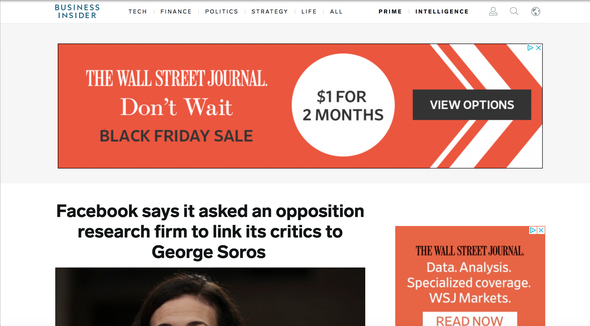 BUSINESS
INSIDER
TECH | FINANCE | POLITICS | STRATEGY | LIFE | ALL
PRIME | INTELLIGENCE
THE WALL STREET JOURNAL.
Don't Wait
BLACK FRIDAY SALE
$1 FOR
2 MONTHS
VIEW OPTIONS
Facebook says it asked an opposition
research firm to link its critics to
George Soros
THE WALL STREET JOURNAL.
Data. Analysis.
Specialized coverage.
WSJ Markets.
READ NOW